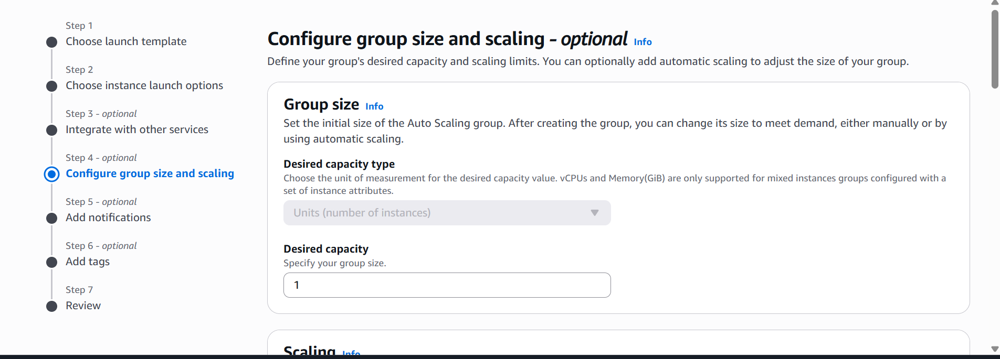 Step 1
Choose launch template
Step 2
Choose instance launch options
Step 3 - optional
Integrate with other services
Step 4 - optional
Configure group size and scaling
Step 5 - optional
Add notifications
Step 6 - optional
Add tags
Step 7
Review
Configure group size and scaling - optional Info
Define your group's desired capacity and scaling limits. You can optionally add automatic scaling to adjust the size of your group.
Group size Info
Set the initial size of the Auto Scaling group. After creating the group, you can change its size to meet demand, either manually or by
using automatic scaling.
Desired capacity type
Choose the unit of measurement for the desired capacity value. vCPUs and Memory(GiB) are only supported for mixed instances groups configured with a
set of instance attributes.
Units (number of instances)
Desired capacity
Specify your group size.
1
Scaling Info